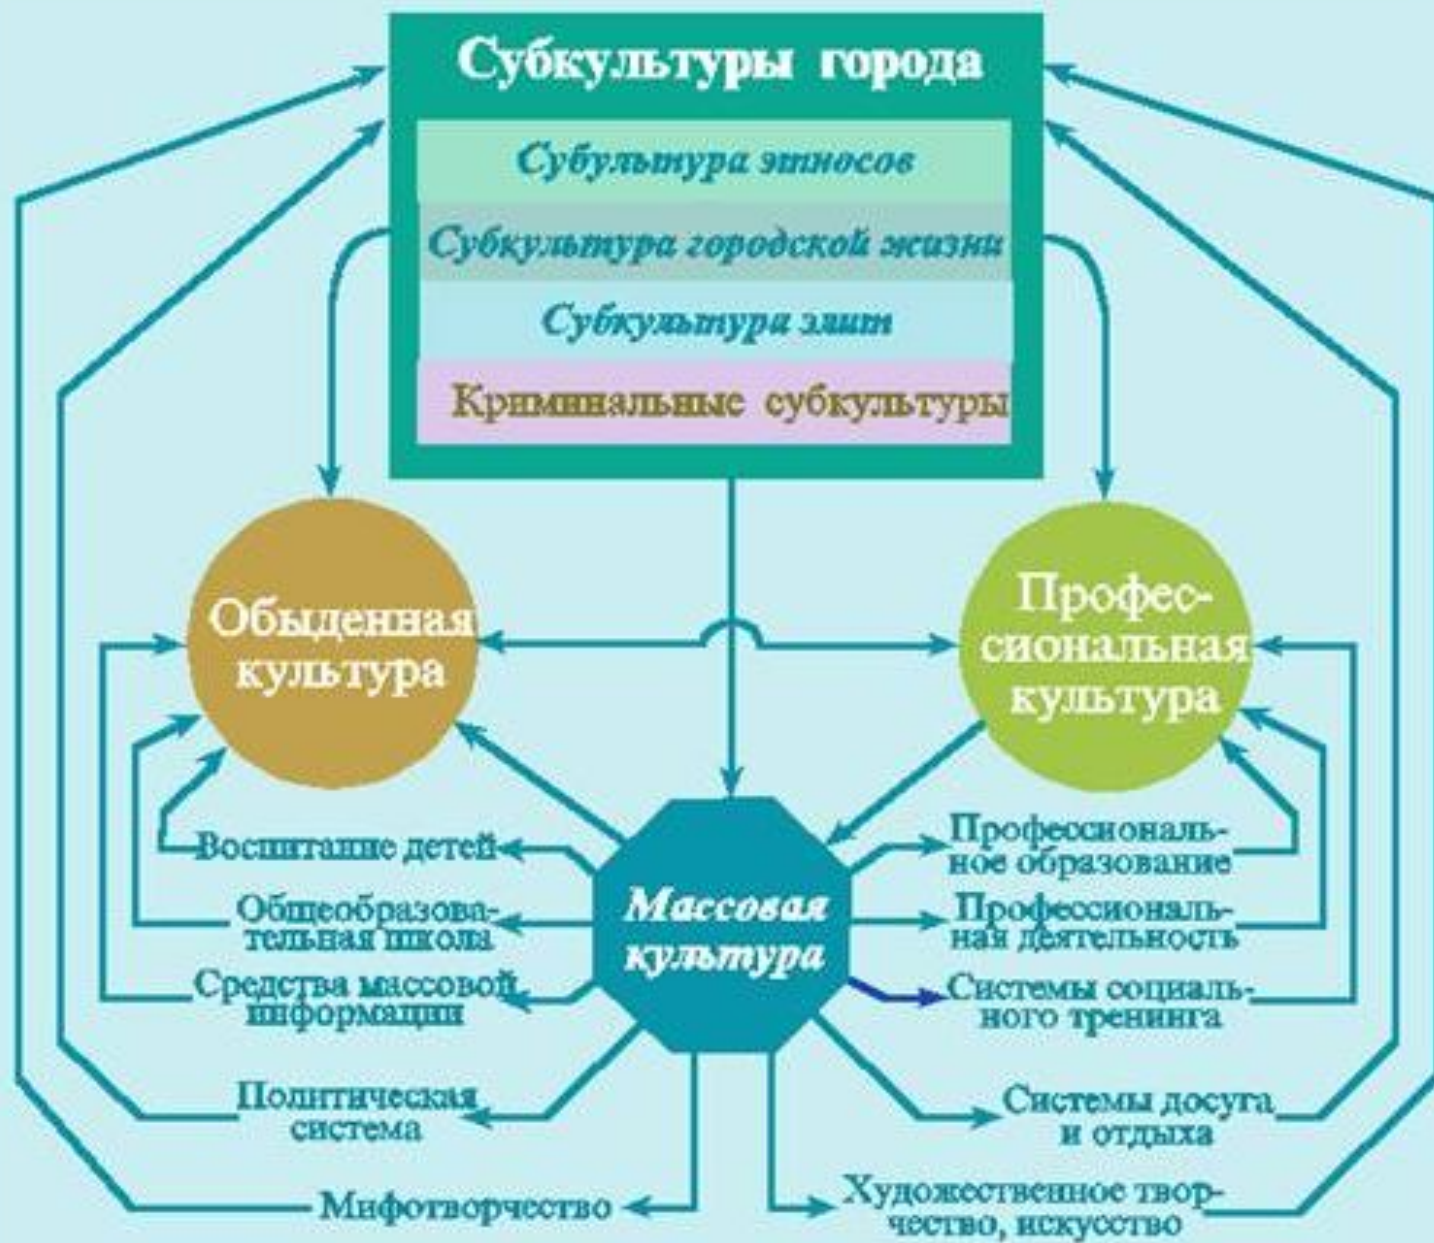 Субкультуры города
Субультура этносов
Субкультура городской жизни
Субкультура элит
Криминальные субкультуры
Обыденная
культура
Профес-
сиональная
культура
Массовая
культура
Воспитание детей
Общеобразова-
тельная школа
Средства массовой
информации
Политическая
система
Мифотворчество
Профессиональ-
ное образование
Профессиональ-
ная деятельность
Системы социаль-
ного тренинга
Системы досуга
и отдыха
Художественное твор-
чество, искусство